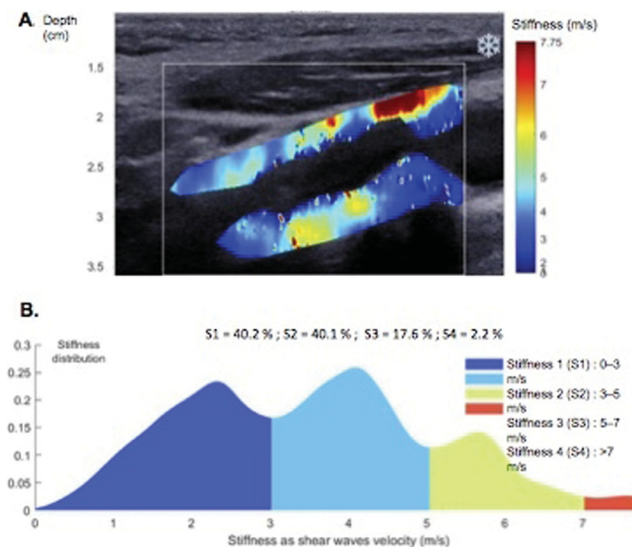 A.
Depth
(cm)
1.5
2
2.5
3
3.5
Stiffness (m/s)
7.75
7
6
5
4
3
2
0
B.
S1 = 40.2 % ; S2 = 40.1 % ; S3 = 17.6 % ; S4 = 2.2 %
Stiffness
distribution
0.3
0.25
0.2
0.15
0.1
0.05
0
Stiffness 1 (S1) : 0–3
m/s
Stiffness 2 (S2) : 3–5
m/s
Stiffness 3 (S3) : 5–7
m/s
Stiffness 4 (S4) : >7
m/s
0 1 2 3 4 5 6 7
Stiffness as shear waves velocity (m/s)